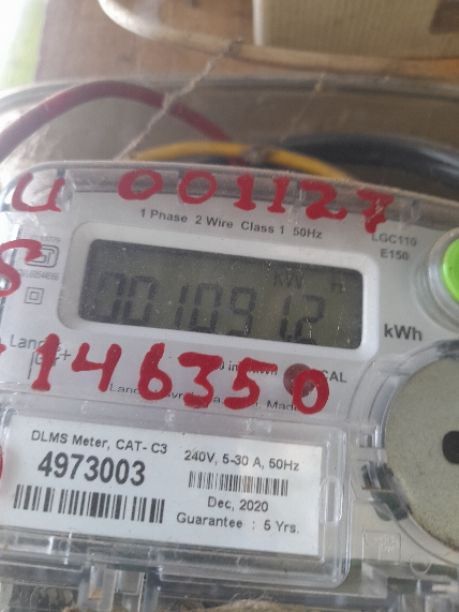 U 001127
1 Phase 2 Wire Class 1 50Hz
LGC110
E150
S
KW H
001091.2
kWh
Landis
146350
CAL
DLMS Meter, CAT- C3
4973003
240V, 5-30 A, 50Hz
Dec, 2020
Guarantee : 5 Yrs.